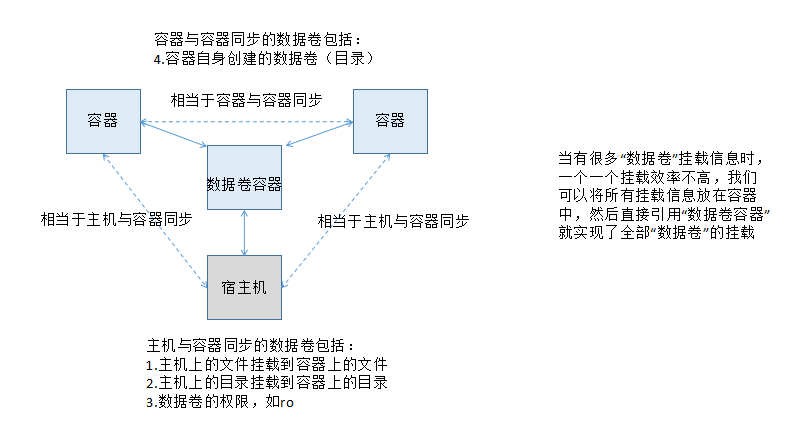 容器与容器同步的数据卷包括：
4.容器自身创建的数据卷（目录）
相当于容器与容器同步
容器
容器
数据卷容器
相当于主机与容器同步
相当于主机与容器同步
宿主机
主机与容器同步的数据卷包括：
1.主机上的文件挂载到容器上的文件
2.主机上的目录挂载到容器上的目录
3.数据卷的权限，如ro
当有很多“数据卷”挂载信息时，
一个一个挂载效率不高，我们
可以将所有挂载信息放在容器
中，然后直接引用“数据卷容器”
就实现了全部“数据卷”的挂载